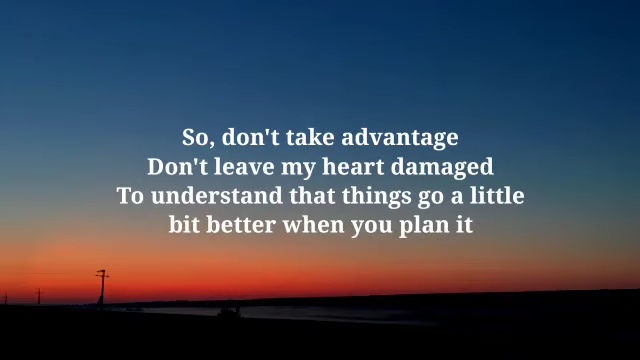 So, don't take advantage
Don't leave my heart damaged
To understand that things go a little
bit better when you plan it